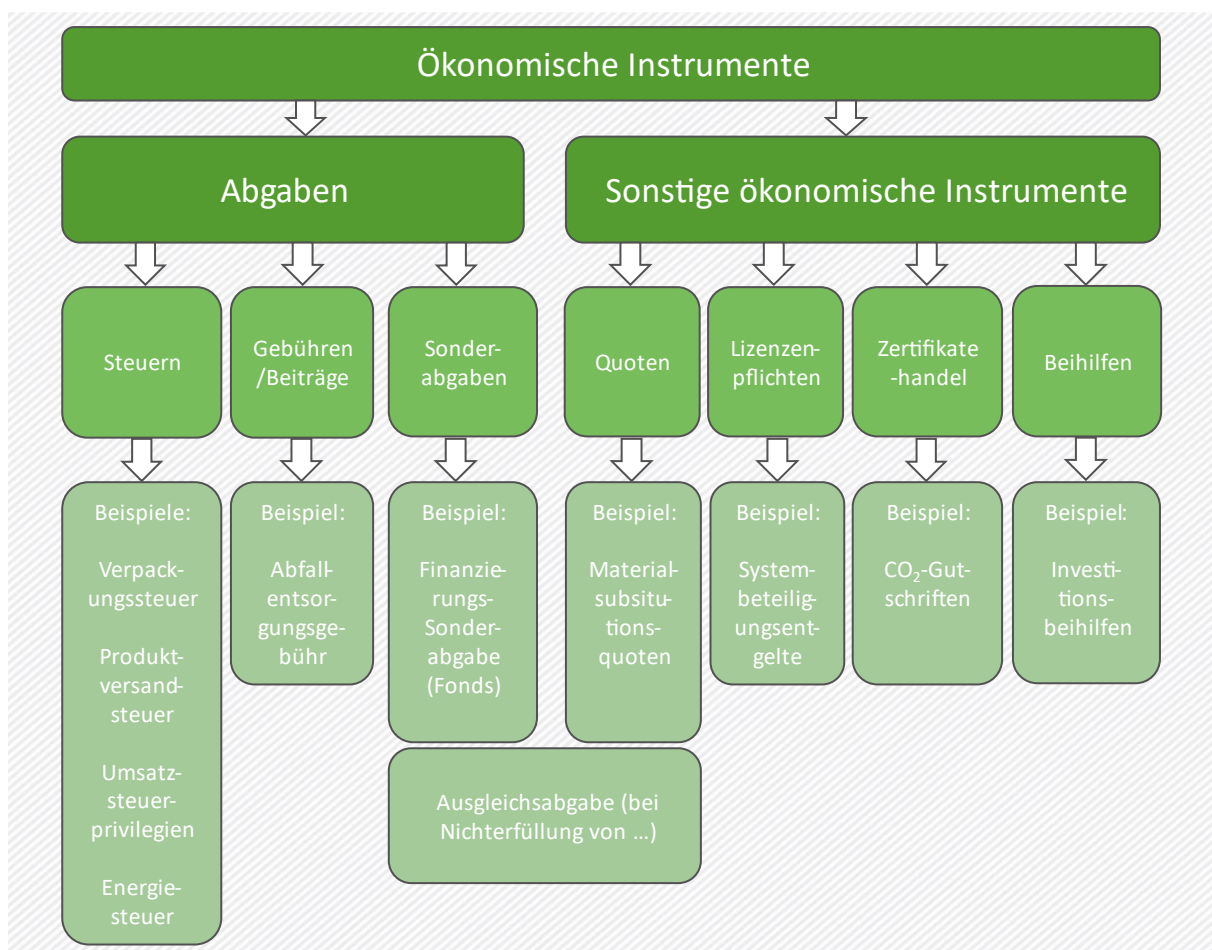 Ökonomische Instrumente
Abgaben
Sonstige ökonomische Instrumente
Steuern
Gebühren
/Beiträge
Sonder-
abgaben
Quoten
Lizenzen-
pflichten
Zertifikate
-handel
Beihilfen
Beispiele:
Verpack-
ungssteuer
Produkt-
versand-
steuer
Umsatz-
steuer-
privilegien
Energie-
steuer
Beispiel:
Abfall-
entsor-
gungsge-
bühr
Beispiel:
Finanzie-
rungs-
Sonder-
abgabe
(Fonds)
Beispiel:
Material-
subsitu-
tions-
quoten
Beispiel:
System-
beteilig-
ungsent-
gelte
Beispiel:
CO₂-Gut-
schriften
Beispiel:
Investi-
tions-
beihilfen
Ausgleichsabgabe (bei
Nichterfüllung von …)